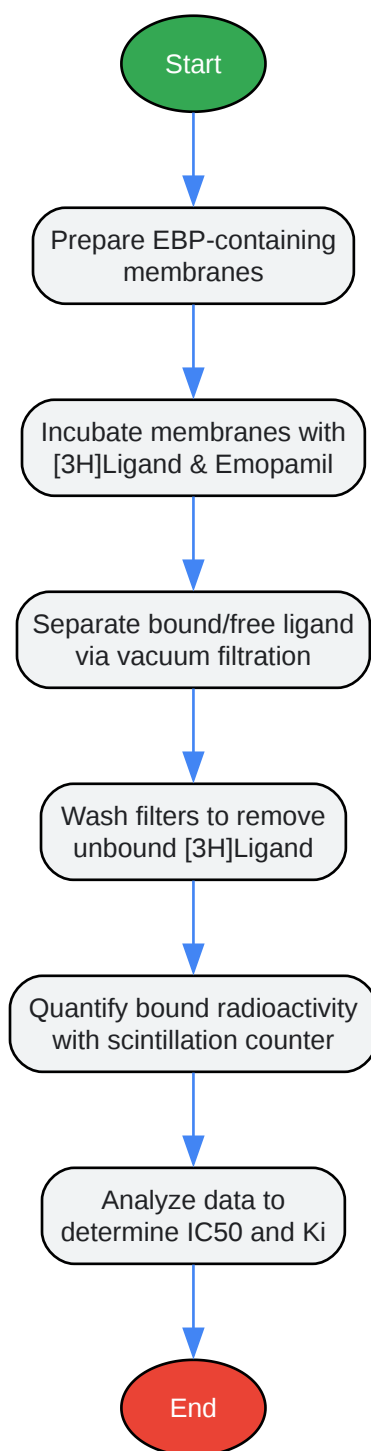 Start
Prepare EBP-containing
membranes
Incubate membranes with
[3H]Ligand & Emopamil
Separate bound/free ligand
via vacuum filtration
Wash filters to remove
unbound [3H]Ligand
Quantify bound radioactivity
with scintillation counter
Analyze data to
determine IC50 and Ki
End